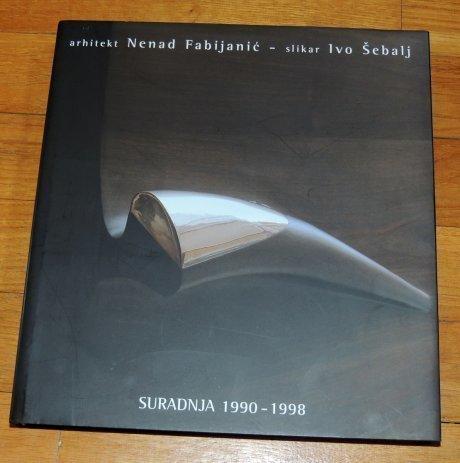 arhitekt Nenad Fabijanić – slikar Ivo Šebalj
SURADNJA 1990 – 1998